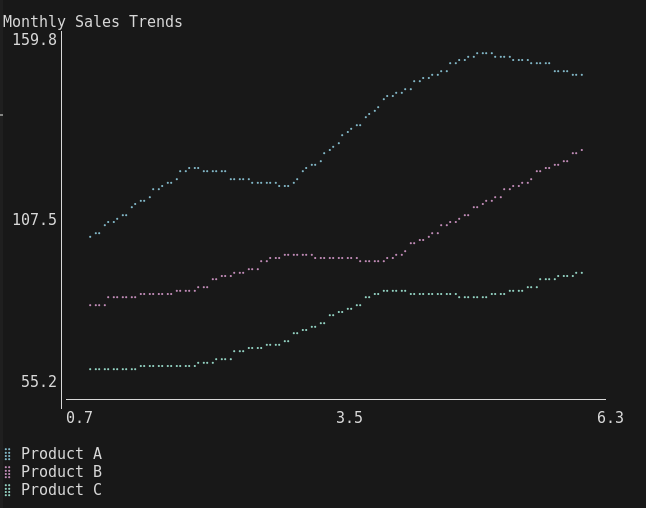 Monthly Sales Trends
159.8
107.5
55.2
0.7 3.5 6.3
Product A
Product B
Product C